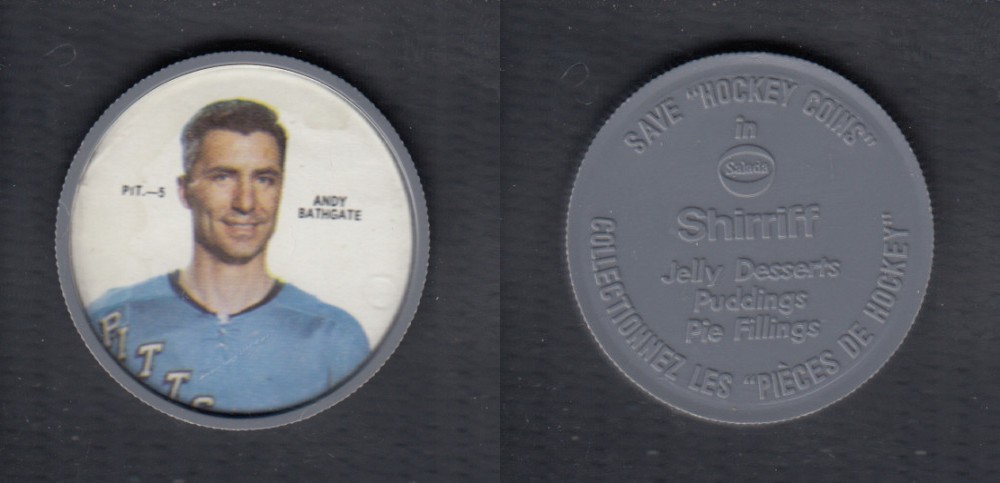 PIT.—5
ANDY
BATHGATE
PITTS
SAVE "HOCKEY COINS"
in
Salada
Shirriff
Jelly Desserts
Puddings
Pie Fillings
COLLECTIONNEZ LES "PIÈCES DE HOCKEY"